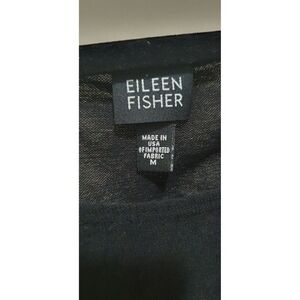 EILEEN
FISHER
MADE IN
USA
OF IMPORTED
FABRIC
M